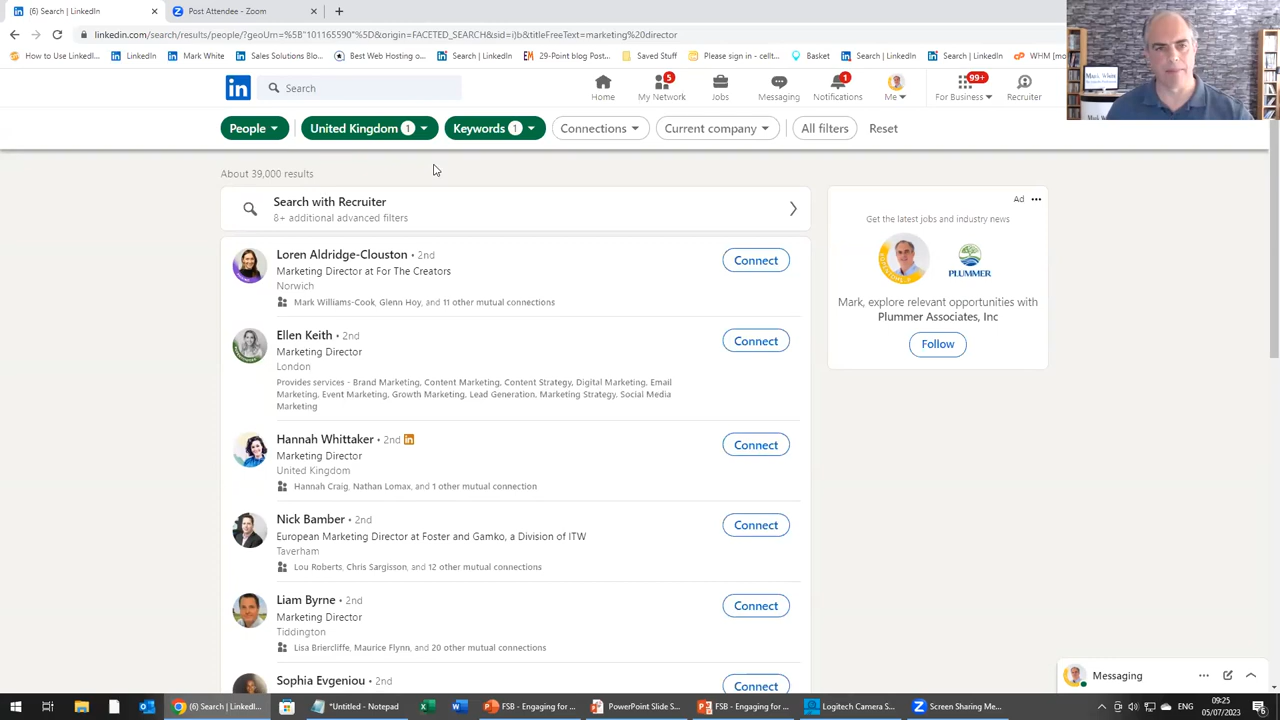 (6) Search | LinkedIn
Post Attendee - Zoom
linkedin.com/search/results/people/?geoUrn=%5B"101165590"%5D&origin=FACETED_SEARCH&
=marketing%20director
How to Use LinkedI...
LinkedIn
Mark White
Sales Solutions Blo...
Search | LinkedIn
29-point blog Post...
Saved Stuff
Please sign in - cellt...
Basket
Search | LinkedIn
Search | LinkedIn
Search
Home
5
My Network
Jobs
Messaging
1
Notifications
Me
99+
For Business
Recruiter
People
United Kingdom 1
Keywords 1
Connections
Current company
All filters
Reset
About 39,000 results
Search with Recruiter
8+ additional advanced filters
Loren Aldridge-Clouston • 2nd
Marketing Director at For The Creators
Norwich
Mark Williams-Cook, Glenn Hoy, and 11 other mutual connections
Connect
Ellen Keith • 2nd
Marketing Director
London
Provides services - Brand Marketing, Content Marketing, Content Strategy, Digital Marketing, Email
Marketing, Event Marketing, Growth Marketing, Lead Generation, Marketing Strategy, Social Media
Marketing
Connect
Hannah Whittaker • 2nd
Marketing Director
United Kingdom
Hannah Craig, Nathan Lomax, and 1 other mutual connection
Connect
Nick Bamber • 2nd
European Marketing Director at Foster and Gamko, a Division of ITW
Taverham
Lou Roberts, Chris Sargisson, and 12 other mutual connections
Connect
Liam Byrne • 2nd
Marketing Director
Tiddington
Lisa Briercliffe, Maurice Flynn, and 20 other mutual connections
Connect
Sophia Evgeniou • 2nd
Connect
Ad
Get the latest jobs and industry news
PLUMMER
Mark, explore relevant opportunities with
Plummer Associates, Inc
Follow
Mark White
Messaging
(6) Search | LinkedI...
*Untitled - Notepad
FSB - Engaging for ...
PowerPoint Slide S...
FSB - Engaging for ...
Logitech Camera S...
Screen Sharing Me...
ENG
09:25
05/07/2023
6